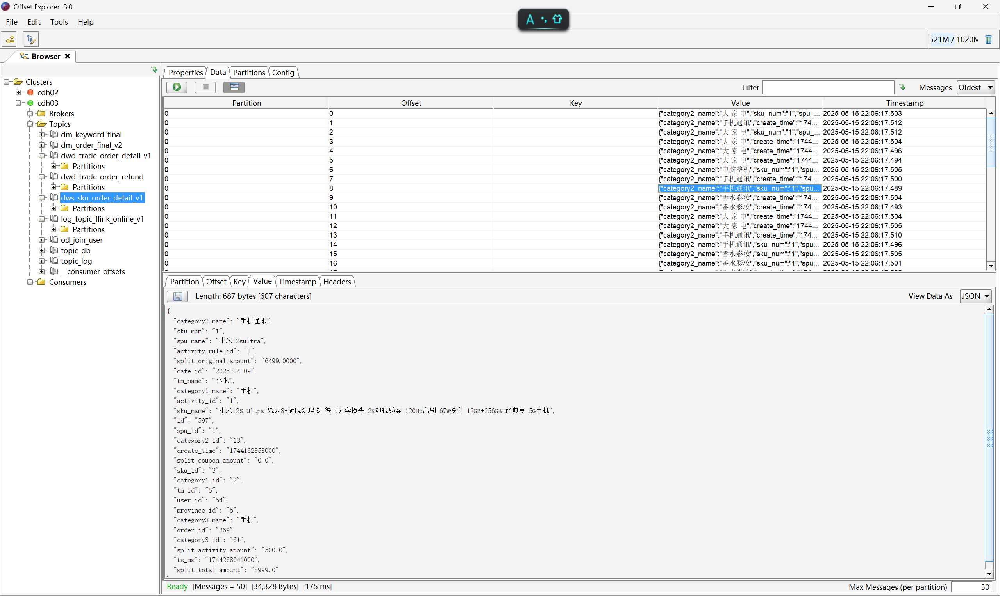 Offset Explorer 3.0
File Edit Tools Help
A
521M / 1020M
Browser
Clusters
cdh02
cdh03
Brokers
Topics
dm_keyword_final
dm_order_final_v2
dwd_trade_order_detail_v1
Partitions
dwd_trade_order_refund
Partitions
dws_sku_order_detail_v1
Partitions
log_topic_flink_online_v1
Partitions
od_join_user
topic_db
topic_log
__consumer_offsets
Consumers
Properties Data Partitions Config
Filter Messages Oldest
Partition Offset Key Value Timestamp
0 0 {"category2_name":"大 家 电","sku_num":"1","spu_... 2025-05-15 22:06:17.503
0 1 {"category2_name":"手机通讯","create_time":"174... 2025-05-15 22:06:17.512
0 2 {"category2_name":"大 家 电","sku_num":"1","spu_... 2025-05-15 22:06:17.512
0 3 {"category2_name":"大 家 电","create_time":"1744... 2025-05-15 22:06:17.504
0 4 {"category2_name":"大 家 电","create_time":"1744... 2025-05-15 22:06:17.496
0 5 {"category2_name":"大 家 电","create_time":"1744... 2025-05-15 22:06:17.494
0 6 {"category2_name":"电脑整机","sku_num":"1","spu... 2025-05-15 22:06:17.505
0 7 {"category2_name":"手机通讯","create_time":"174... 2025-05-15 22:06:17.500
0 8 {"category2_name":"手机通讯","sku_num":"1","spu... 2025-05-15 22:06:17.489
0 9 {"category2_name":"香水彩妆","create_time":"174... 2025-05-15 22:06:17.504
0 10 {"category2_name":"香水彩妆","create_time":"174... 2025-05-15 22:06:17.493
0 11 {"category2_name":"大 家 电","create_time":"1744... 2025-05-15 22:06:17.504
0 12 {"category2_name":"大 家 电","create_time":"1744... 2025-05-15 22:06:17.505
0 13 {"category2_name":"手机通讯","create_time":"174... 2025-05-15 22:06:17.510
0 14 {"category2_name":"手机通讯","sku_num":"1","spu... 2025-05-15 22:06:17.496
0 15 {"category2_name":"香水彩妆","sku_num":"1","spu... 2025-05-15 22:06:17.505
0 16 {"category2_name":"香水彩妆","sku_num":"1","spu... 2025-05-15 22:06:17.501
Partition Offset Key Value Timestamp Headers
Length: 687 bytes [607 characters] View Data As JSON
{
"category2_name": "手机通讯",
"sku_num": "1",
"spu_name": "小米12sultra",
"activity_rule_id": "1",
"split_original_amount": "6499.0000",
"date_id": "2025-04-09",
"tm_name": "小米",
"category1_name": "手机",
"activity_id": "1",
"sku_name": "小米12S Ultra 骁龙8+旗舰处理器 徕卡光学镜头 2K超视感屏 120Hz高刷 67W快充 12GB+256GB 经典黑 5G手机",
"id": "597",
"spu_id": "1",
"category2_id": "13",
"create_time": "1744162353000",
"split_coupon_amount": "0.0",
"sku_id": "3",
"category1_id": "2",
"tm_id": "5",
"user_id": "54",
"province_id": "5",
"category3_name": "手机",
"order_id": "369",
"category3_id": "61",
"split_activity_amount": "500.0",
"ts_ms": "1744268041000",
"split_total_amount": "5999.0"
Ready [Messages = 50] [34,328 Bytes] [175 ms] Max Messages (per partition) 50